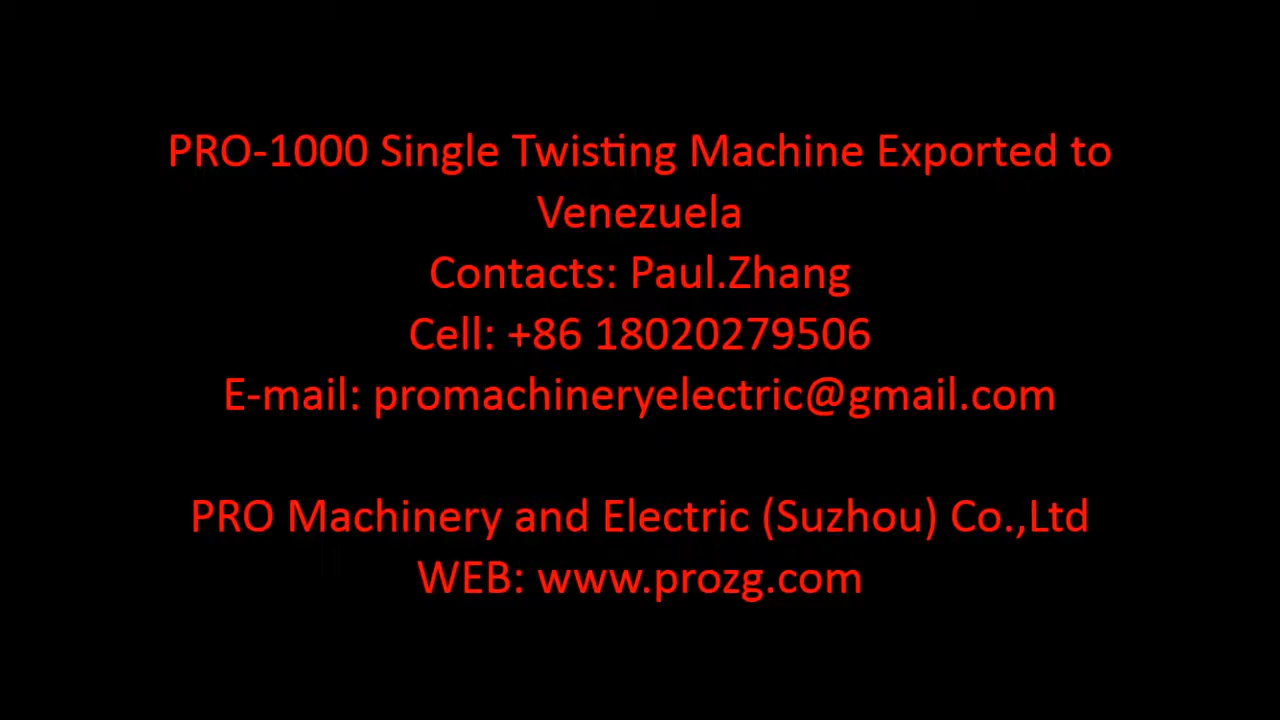 PRO-1000 Single Twisting Machine Exported to
Venezuela
Contacts: Paul.Zhang
Cell: +86 18020279506
E-mail: promachineryelectric@gmail.com
PRO Machinery and Electric (Suzhou) Co.,Ltd
WEB: www.prozg.com